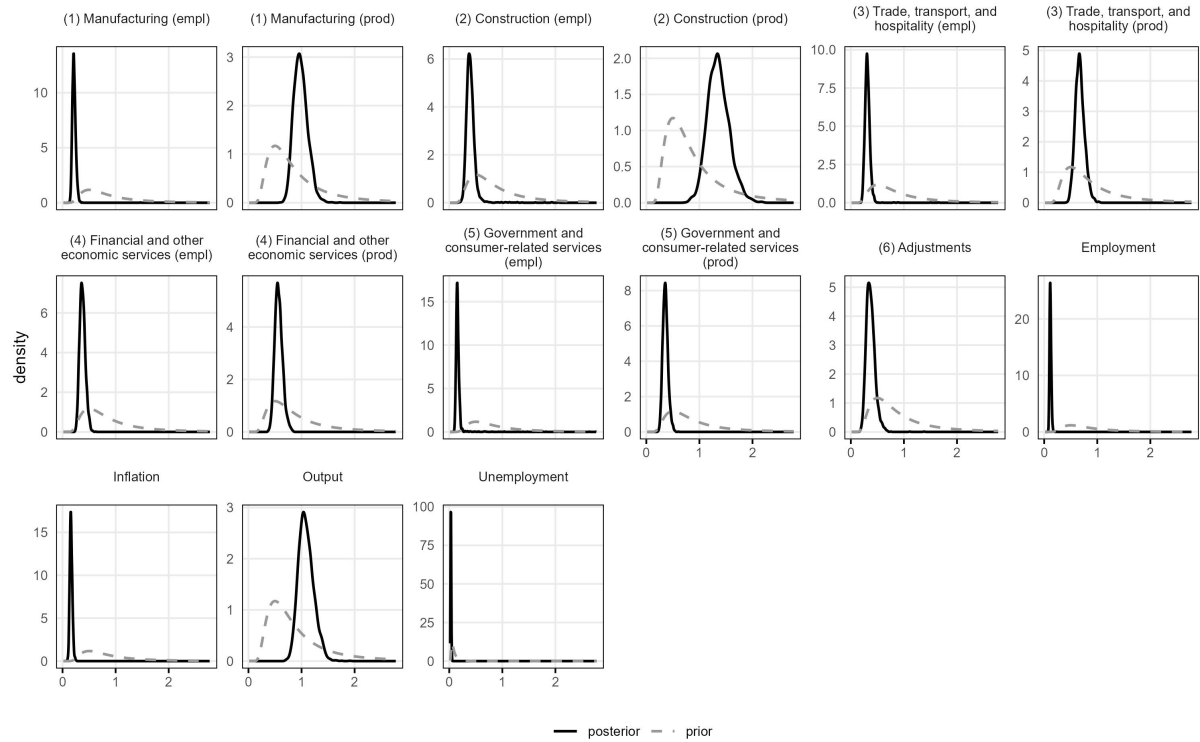 (1) Manufacturing (empl)
(1) Manufacturing (prod)
(2) Construction (empl)
(2) Construction (prod)
(3) Trade, transport, and
hospitality (empl)
(3) Trade, transport, and
hospitality (prod)
10
5
0
3
2
1
0
6
4
2
0
2.0
1.5
1.0
0.5
0.0
10.0
7.5
5.0
2.5
0.0
5
4
3
2
1
0
(4) Financial and other
economic services (empl)
(4) Financial and other
economic services (prod)
(5) Government and
consumer-related services
(empl)
(5) Government and
consumer-related services
(prod)
(6) Adjustments
Employment
density
6
4
2
0
4
2
0
15
10
5
0
8
6
4
2
0
0 1 2
5
4
3
2
1
0
0 1 2
20
10
0
0 1 2
Inflation
Output
Unemployment
15
10
5
0
0 1 2
3
2
1
0
0 1 2
100
75
50
25
0
0 1 2
posterior prior